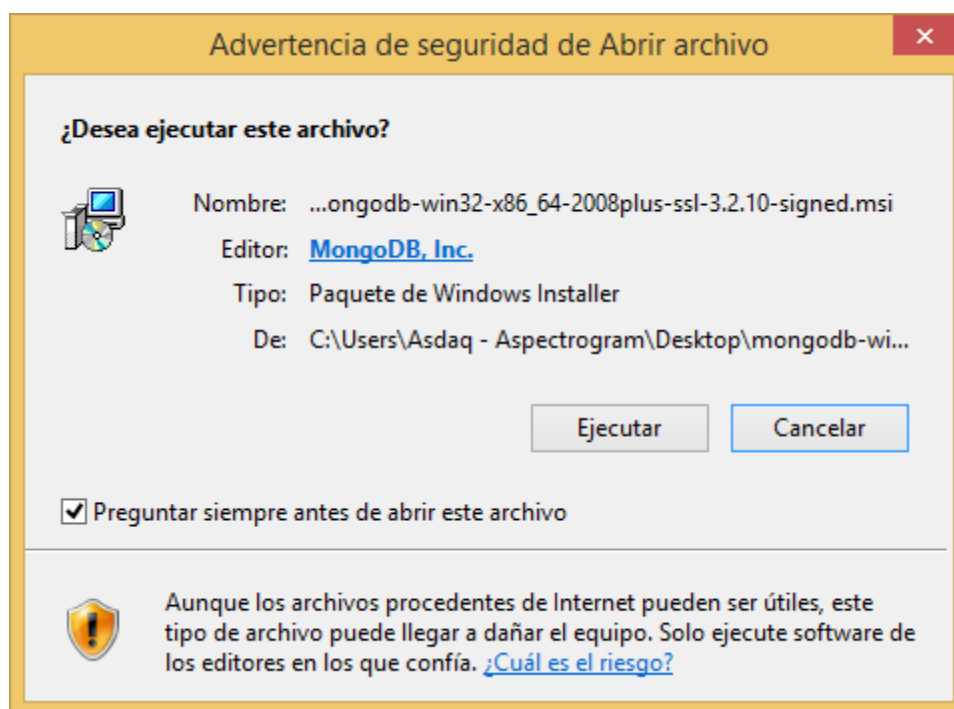 Advertencia de seguridad de Abrir archivo
¿Desea ejecutar este archivo?
Nombre: ...ongodb-win32-x86_64-2008plus-ssl-3.2.10-signed.msi
Editor: MongoDB, Inc.
Tipo: Paquete de Windows Installer
De: C:\Users\Asdaq - Aspectrogram\Desktop\mongodb-wi...
Ejecutar Cancelar
Preguntar siempre antes de abrir este archivo
Aunque los archivos procedentes de Internet pueden ser útiles, este
tipo de archivo puede llegar a dañar el equipo. Solo ejecute software de
los editores en los que confía. ¿Cuál es el riesgo?